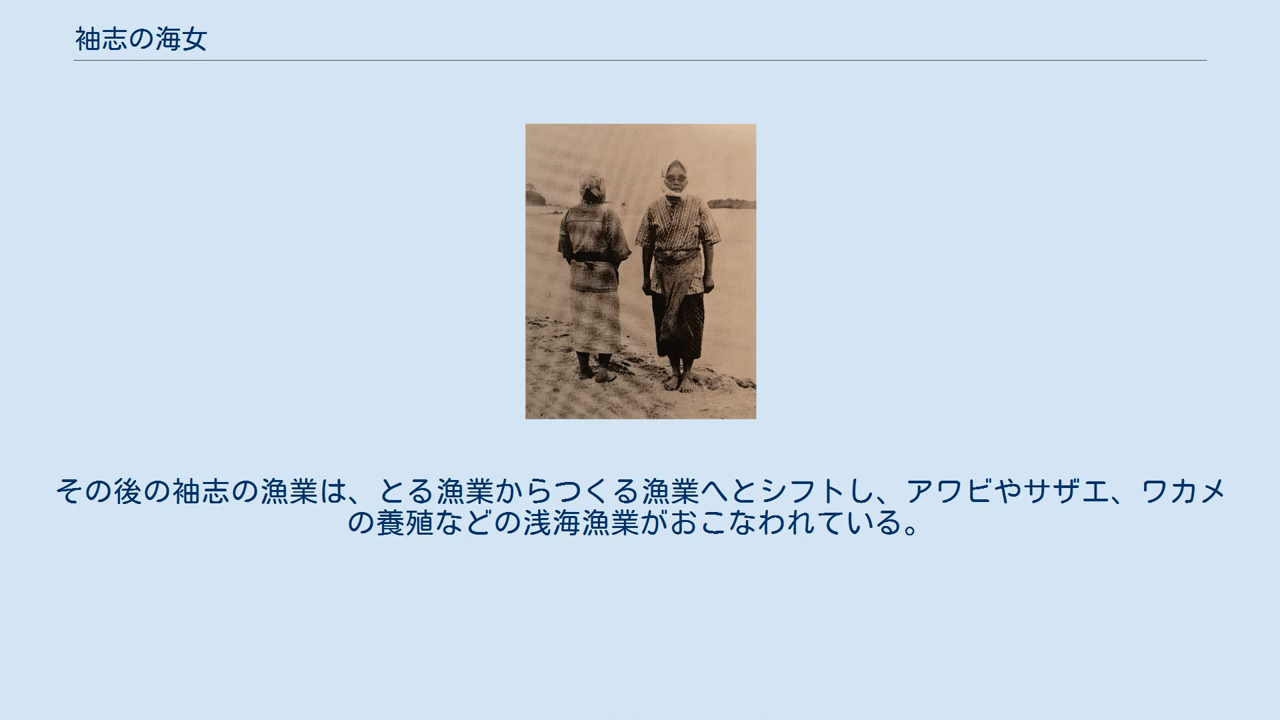 袖志の海女
その後の袖志の漁業は、とる漁業からつくる漁業へとシフトし、アワビやサザエ、ワカメ
の養殖などの浅海漁業がおこなわれている。